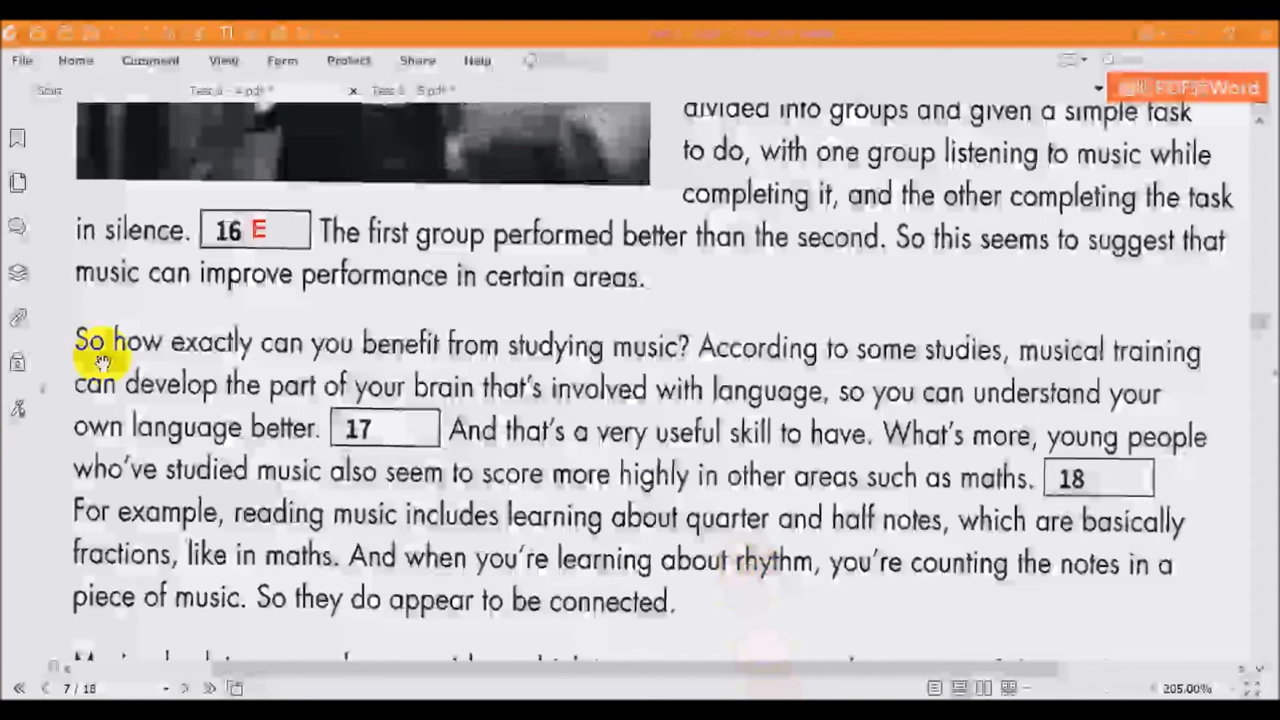 File Home Comment View Form Protect Share Help
Start
divided into groups and given a simple task
to do, with one group listening to music while
completing it, and the other completing the task
in silence. 16 E The first group performed better than the second. So this seems to suggest that
music can improve performance in certain areas.
So how exactly can you benefit from studying music? According to some studies, musical training
can develop the part of your brain that's involved with language, so you can understand your
own language better. 17 And that's a very useful skill to have. What's more, young people
who've studied music also seem to score more highly in other areas such as maths. 18
For example, reading music includes learning about quarter and half notes, which are basically
fractions, like in maths. And when you're learning about rhythm, you're counting the notes in a
piece of music. So they do appear to be connected.
7 / 18
205.00%